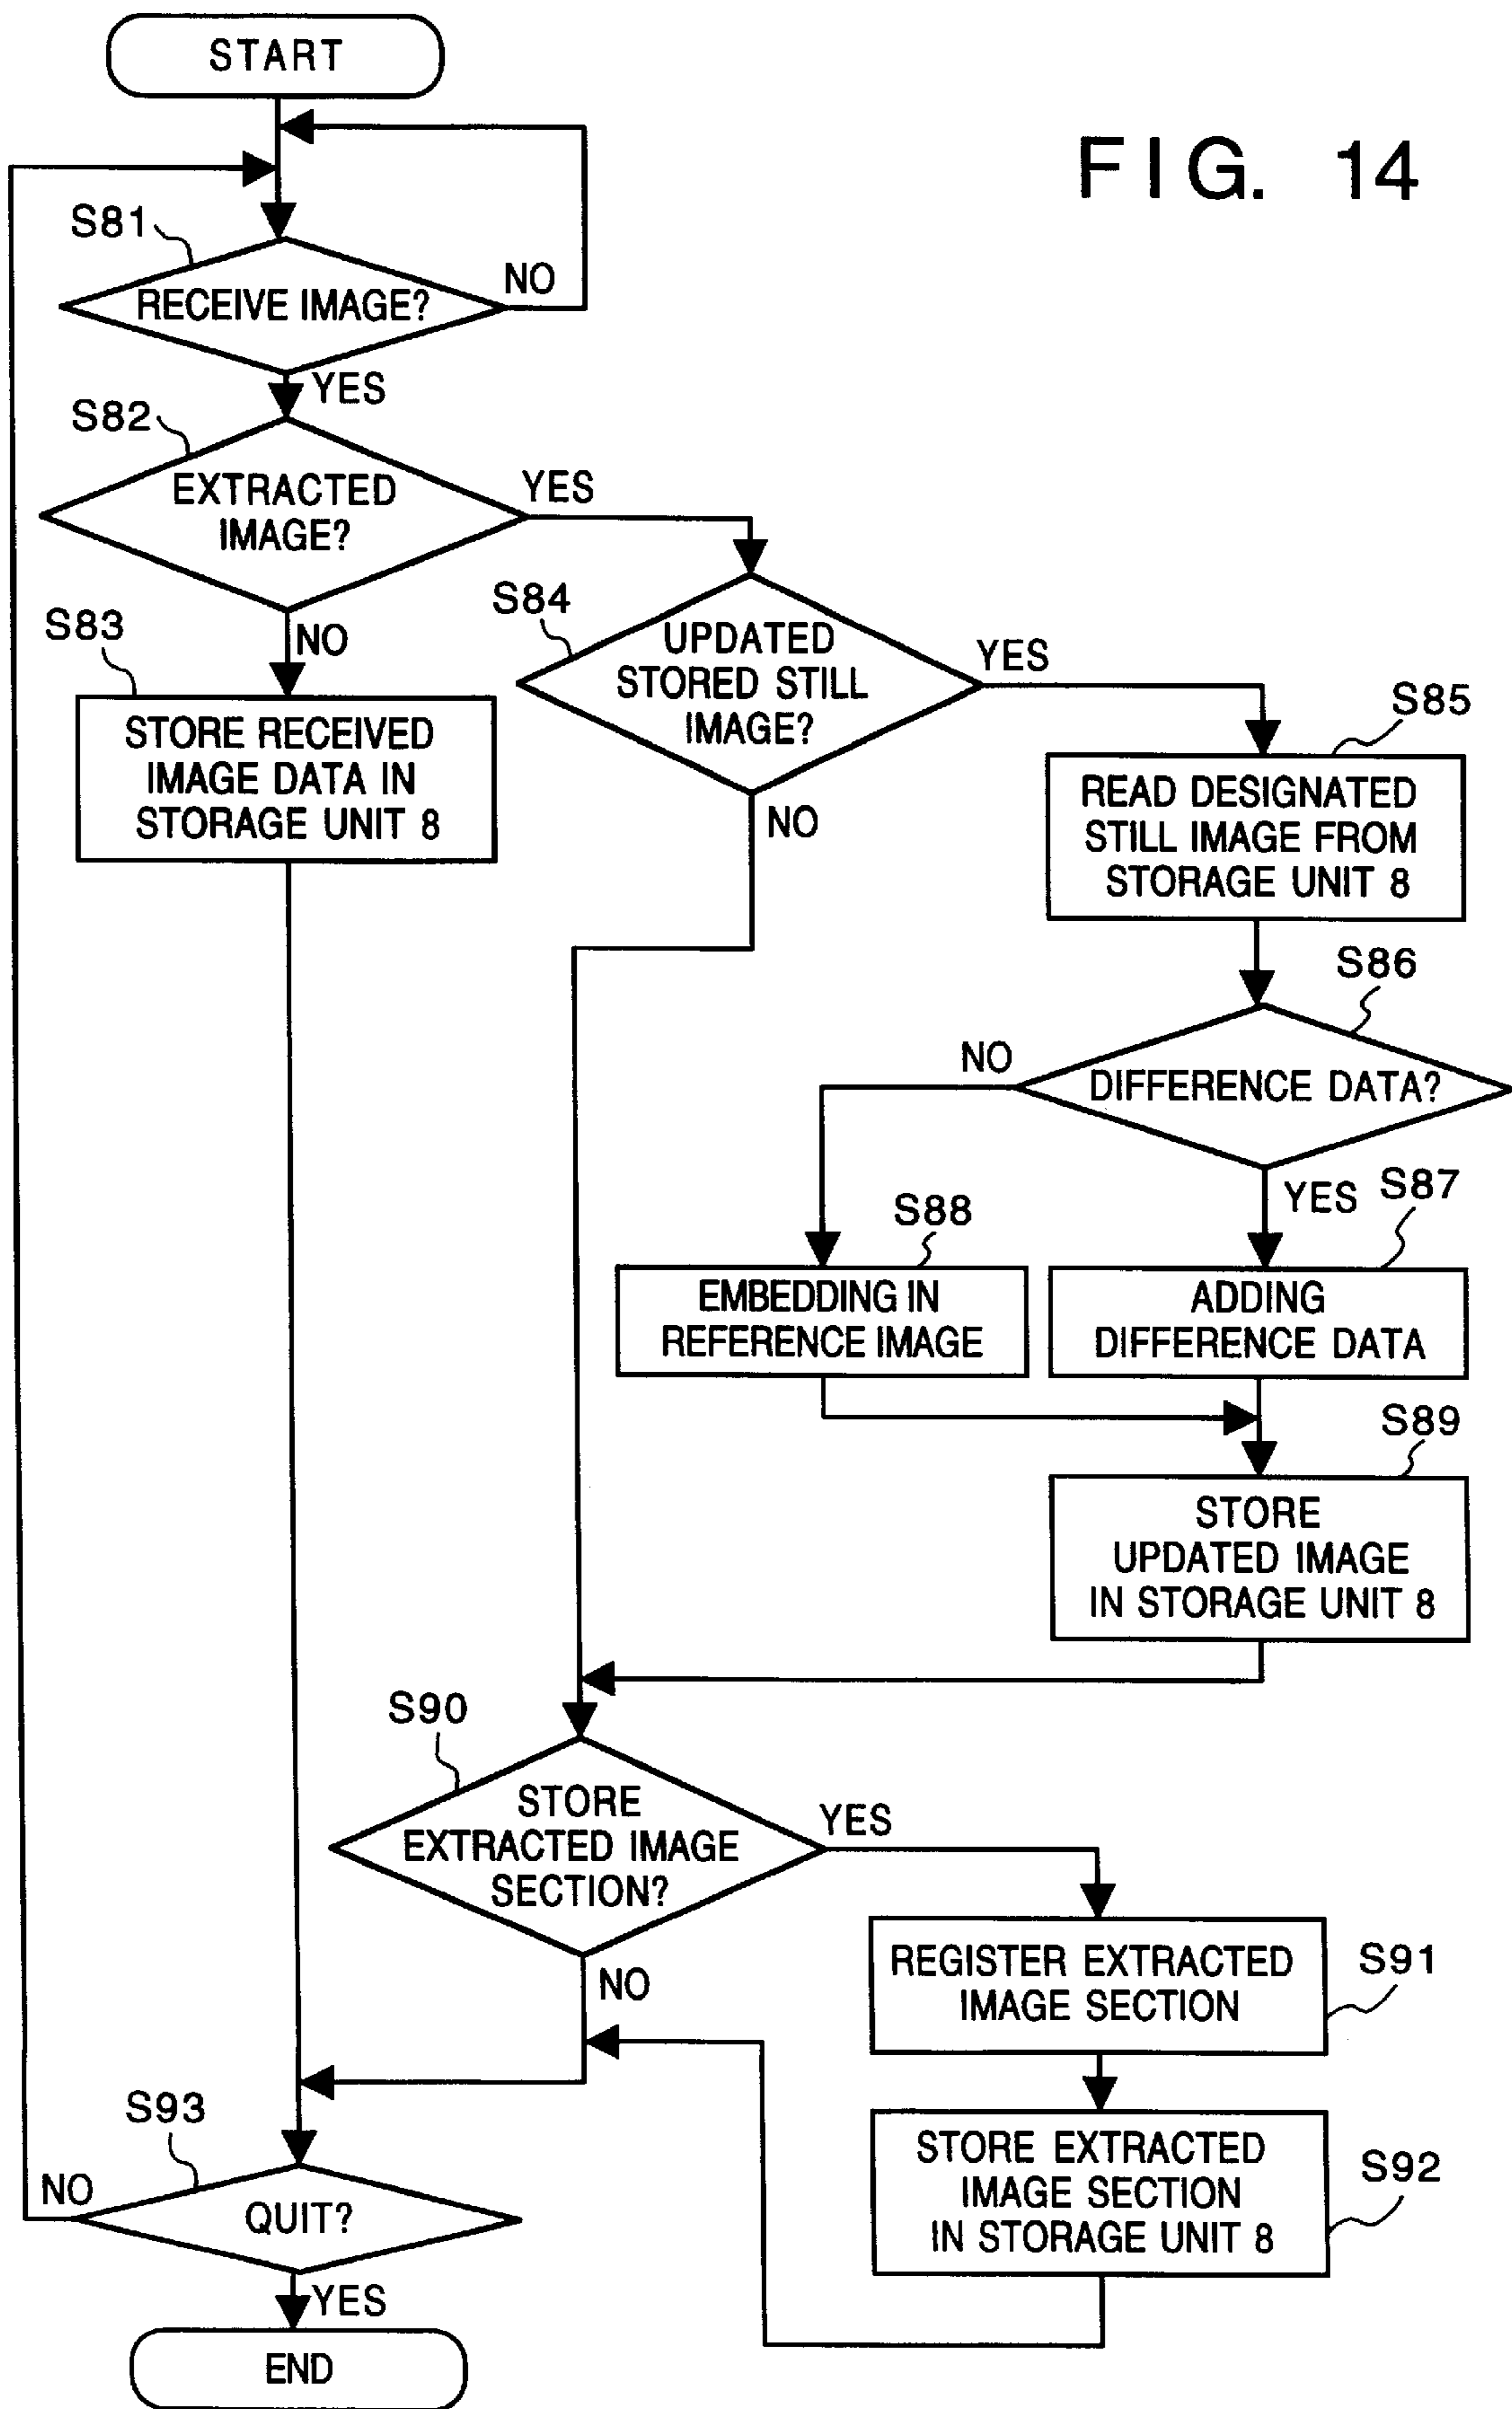 START
FIG. 14
S81
RECEIVE IMAGE?
NO
YES
S82
EXTRACTED
IMAGE?
YES
NO
S83
STORE RECEIVED
IMAGE DATA IN
STORAGE UNIT 8
S84
UPDATED
STORED STILL
IMAGE?
YES
NO
S85
READ DESIGNATED
STILL IMAGE FROM
STORAGE UNIT 8
S86
DIFFERENCE DATA?
NO
YES
S87
ADDING
DIFFERENCE DATA
S88
EMBEDDING IN
REFERENCE IMAGE
S89
STORE
UPDATED IMAGE
IN STORAGE UNIT 8
S90
STORE
EXTRACTED IMAGE
SECTION?
YES
NO
S91
REGISTER EXTRACTED
IMAGE SECTION
S92
STORE EXTRACTED
IMAGE SECTION
IN STORAGE UNIT 8
S93
QUIT?
NO
YES
END